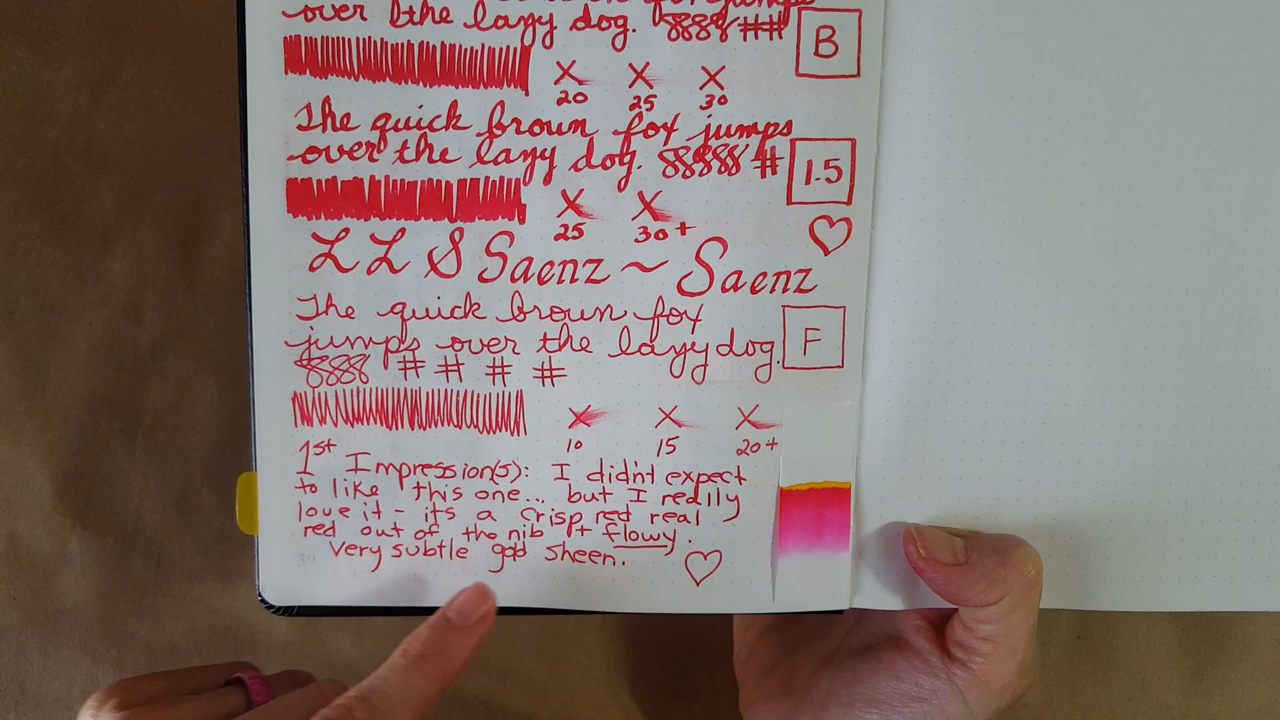 over lthe lazy dog. 8888 ##
B
X X X
20 25 30
The quick brown fox jumps
over the lazy dog. 88888 #
1.5
X X
25 30+
L L S Saenz ~ Saenz
The quick brown fox
jumps over the lazy dog.
F
8888 # # # #
X X X
10 15 20+
1st Impression(s): I didn't expect
to like this one... but I really
love it - its a crisp red real
red out of the nib + flowy.
Very subtle gold sheen.
30